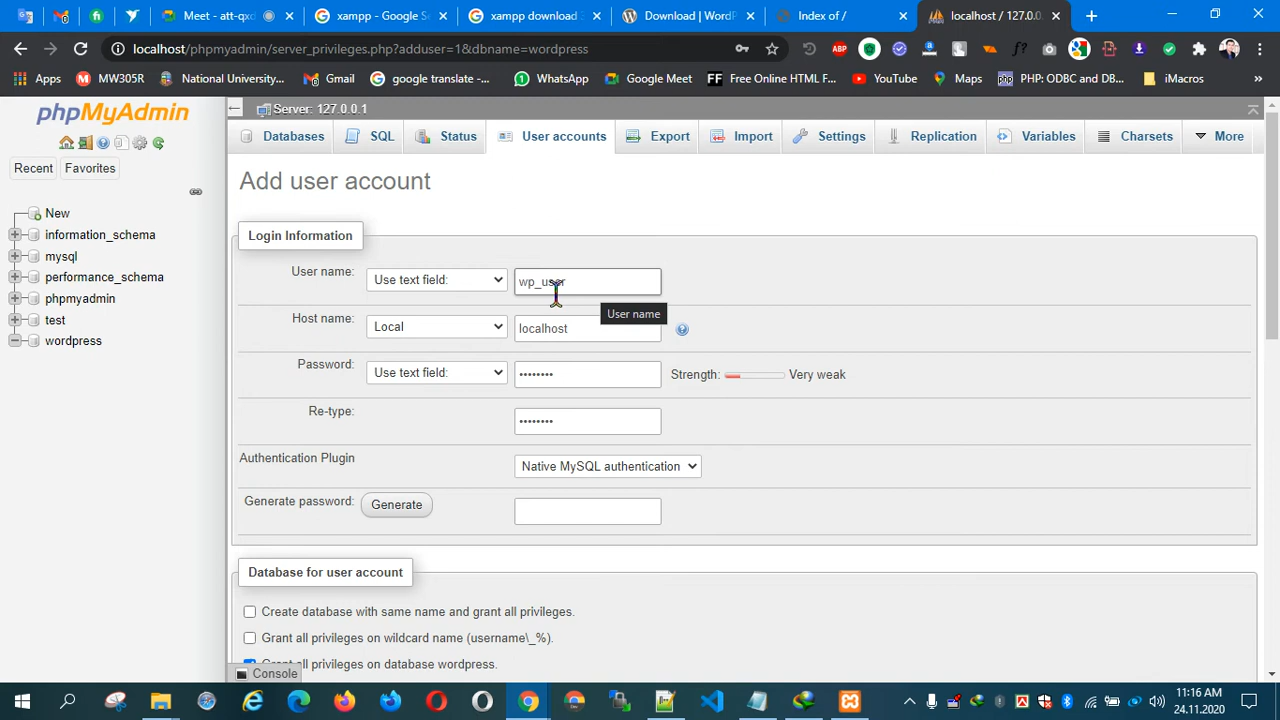 Meet - att-qxd
xampp - Google Se
xampp download 3
Download | WordP
Index of /
localhost / 127.0.0.
localhost/phpmyadmin/server_privileges.php?adduser=1&dbname=wordpress
ABP
f?
Apps
MW305R
National University...
Gmail
google translate -...
WhatsApp
Google Meet
FF
Free Online HTML F...
YouTube
Maps
php
PHP: ODBC and DB...
iMacros
phpMyAdmin
Recent
Favorites
New
information_schema
mysql
performance_schema
phpmyadmin
test
wordpress
Server: 127.0.0.1
Databases
SQL
Status
User accounts
Export
Import
Settings
Replication
Variables
Charsets
More
Add user account
Login Information
User name:
Use text field:
wp_user
User name
Host name:
Local
localhost
Password:
Use text field:
••••••••
Strength:
Very weak
Re-type:
••••••••
Authentication Plugin
Native MySQL authentication
Generate password:
Generate
Database for user account
Create database with same name and grant all privileges.
Grant all privileges on wildcard name (username\_%).
Grant all privileges on database wordpress.
Console
11:16 AM
24.11.2020